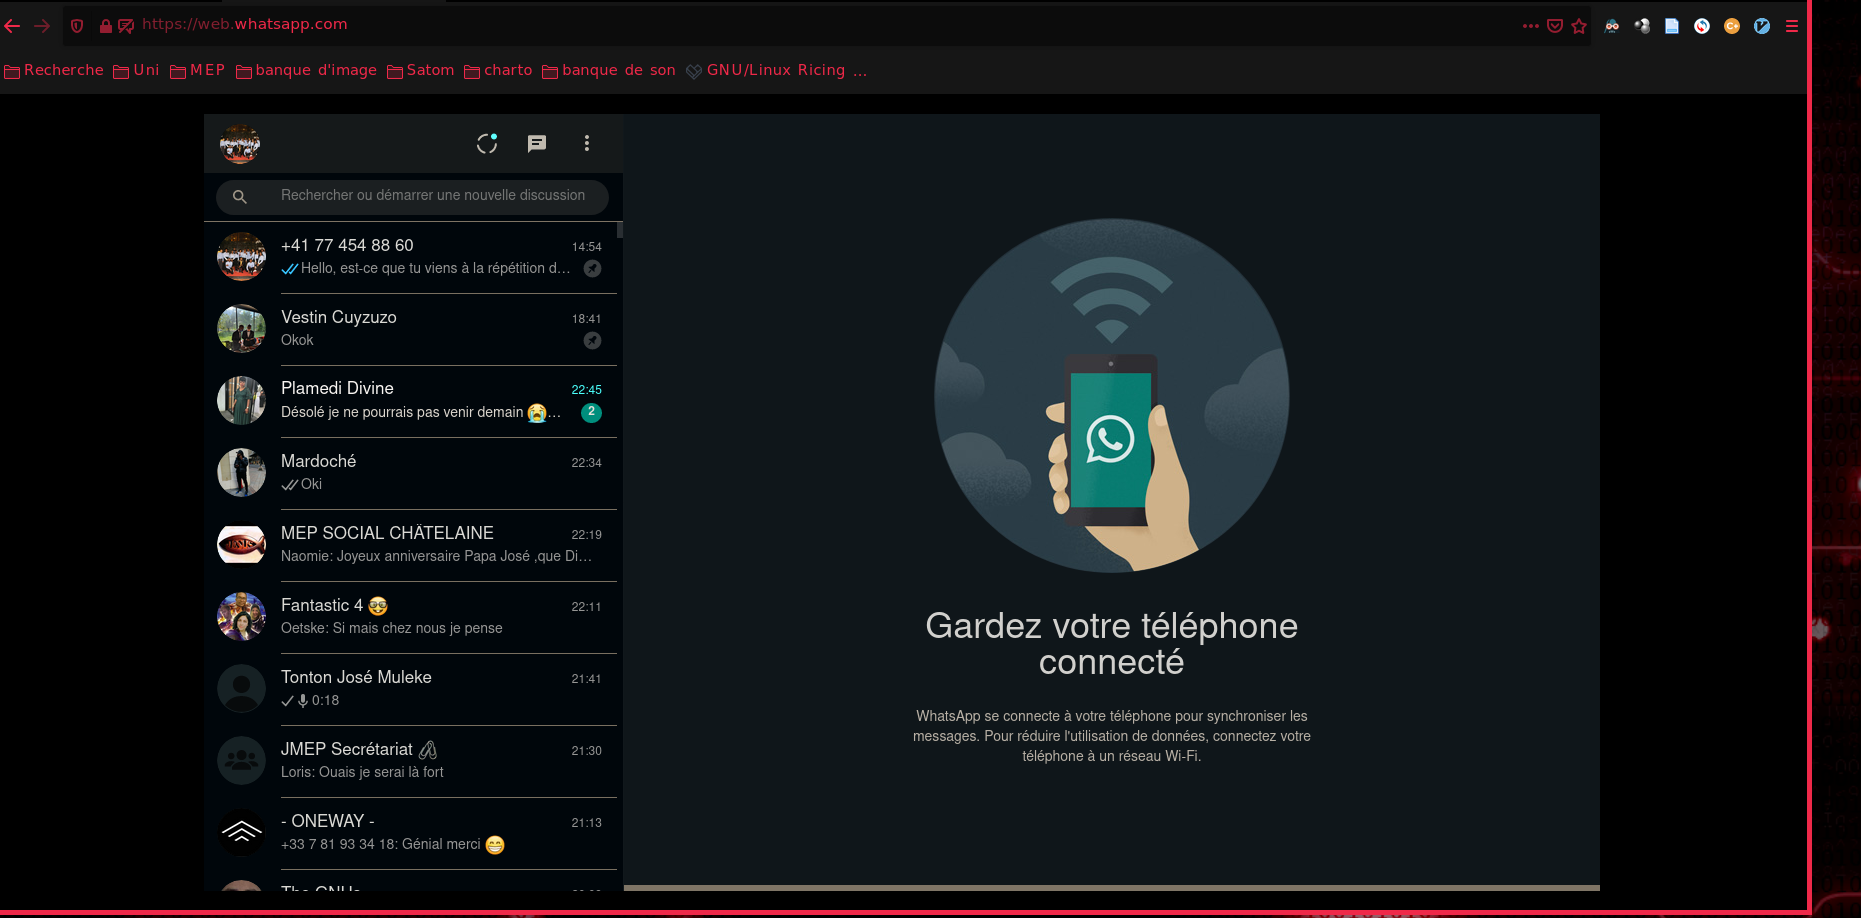 https://web.whatsapp.com
Recherche Uni MEP banque d'image Satom charto banque de son GNU/Linux Ricing ...
Rechercher ou démarrer une nouvelle discussion
+41 77 454 88 60 14:54
Hello, est-ce que tu viens à la répétition d...
Vestin Cuyzuzo 18:41
Okok
Plamedi Divine 22:45
Désolé je ne pourrais pas venir demain 😭... 2
Mardoché 22:34
Oki
MEP SOCIAL CHÄTELAINE 22:19
Naomie: Joyeux anniversaire Papa José ,que Di...
Fantastic 4 🤓 22:11
Oetske: Si mais chez nous je pense
Tonton José Muleke 21:41
0:18
JMEP Secrétariat 🖇 21:30
Loris: Ouais je serai là fort
- ONEWAY - 21:13
+33 7 81 93 34 18: Génial merci 😁
Gardez votre téléphone
connecté
WhatsApp se connecte à votre téléphone pour synchroniser les
messages. Pour réduire l'utilisation de données, connectez votre
téléphone à un réseau Wi-Fi.